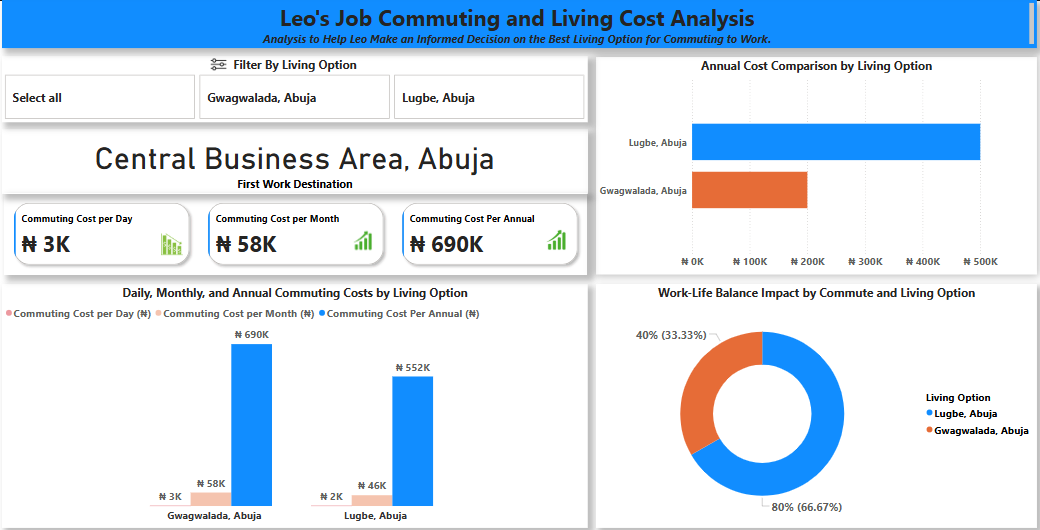 Leo's Job Commuting and Living Cost Analysis
Analysis to Help Leo Make an Informed Decision on the Best Living Option for Commuting to Work.
Filter By Living Option
Select all
Gwagwalada, Abuja
Lugbe, Abuja
Central Business Area, Abuja
First Work Destination
Commuting Cost per Day
₦ 3K
Commuting Cost per Month
₦ 58K
Commuting Cost Per Annual
₦ 690K
Annual Cost Comparison by Living Option
Lugbe, Abuja
Gwagwalada, Abuja
₦ 0K ₦ 100K ₦ 200K ₦ 300K ₦ 400K ₦ 500K
Daily, Monthly, and Annual Commuting Costs by Living Option
Commuting Cost per Day (₦) Commuting Cost per Month (₦) Commuting Cost Per Annual (₦)
₦ 690K
₦ 552K
₦ 3K
₦ 58K
₦ 2K
₦ 46K
Gwagwalada, Abuja
Lugbe, Abuja
Work-Life Balance Impact by Commute and Living Option
40% (33.33%)
80% (66.67%)
Living Option
Lugbe, Abuja
Gwagwalada, Abuja